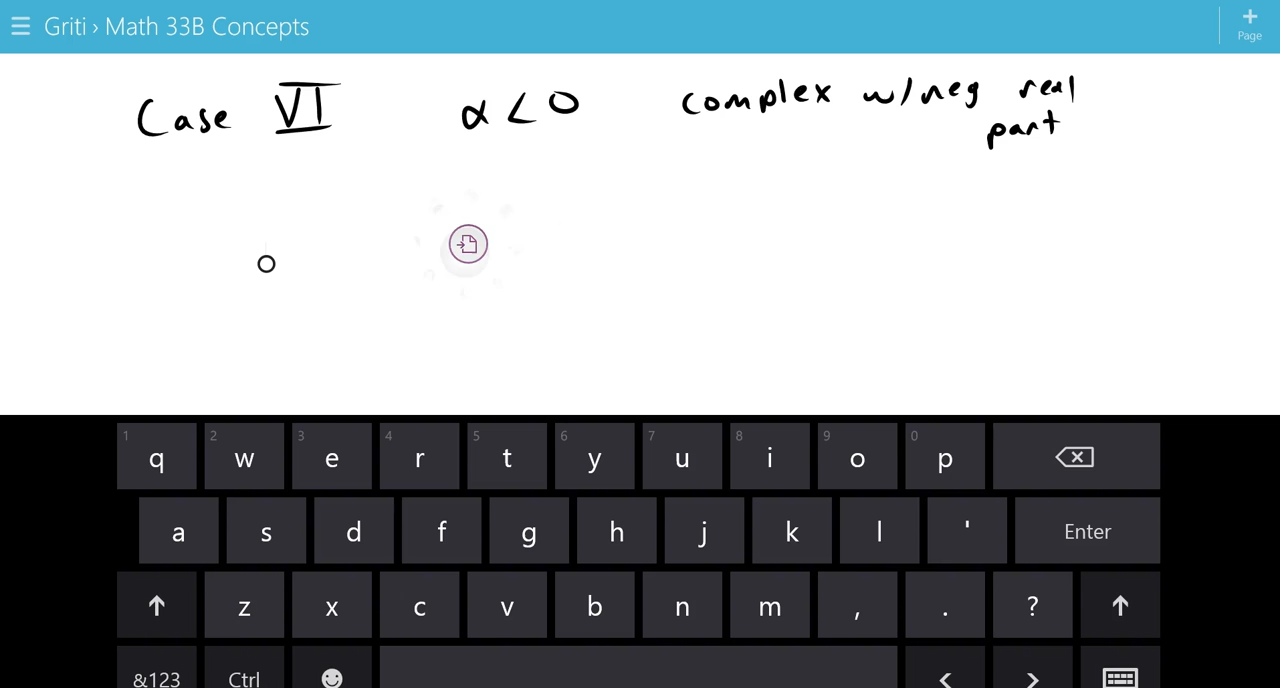 Griti › Math 33B Concepts
+
Page
Case VI α < 0 complex w/neg real
part
1 2 3 4 5 6 7 8 9 0
q w e r t y u i o p
a s d f g h j k l ' Enter
z x c v b n m , . ?
&123 Ctrl < >